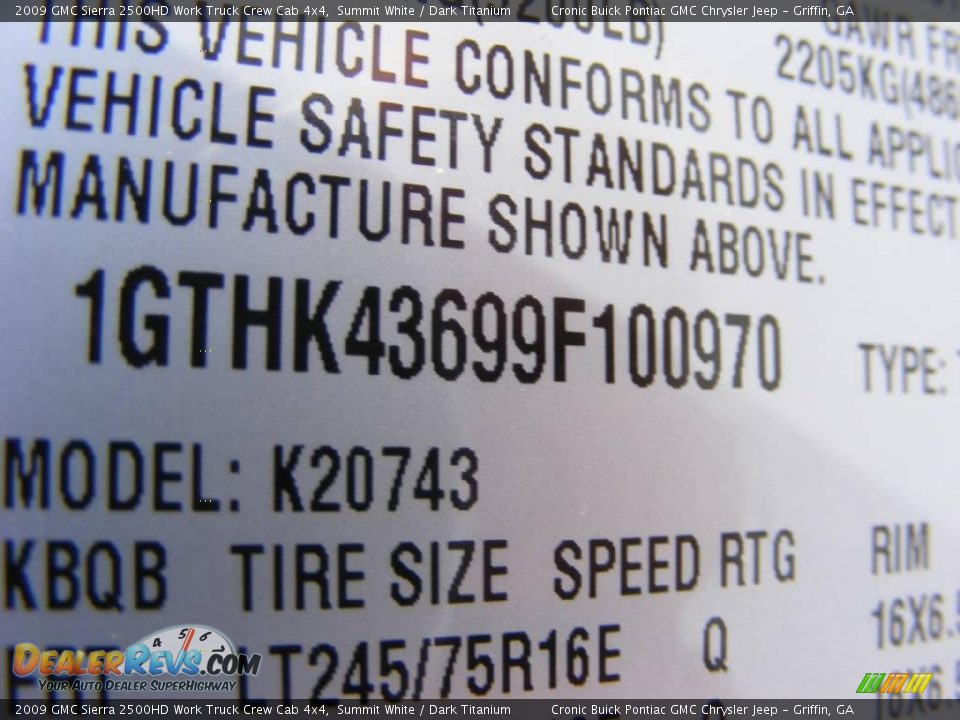 2009 GMC Sierra 2500HD Work Truck Crew Cab 4x4, Summit White / Dark Titanium Cronic Buick Pontiac GMC Chrysler Jeep - Griffin, GA
GAWR FR
THIS VEHICLE CONFORMS TO ALL APPLIC
2205KG(486
VEHICLE SAFETY STANDARDS IN EFFECT
MANUFACTURE SHOWN ABOVE.
1GTHK43699F100970
TYPE:
MODEL: K20743
KBQB TIRE SIZE SPEED RTG RIM
LT245/75R16E Q 16X6.5
DEALERREVS.COM
YOUR AUTO DEALER SUPERHIGHWAY
2009 GMC Sierra 2500HD Work Truck Crew Cab 4x4, Summit White / Dark Titanium Cronic Buick Pontiac GMC Chrysler Jeep - Griffin, GA